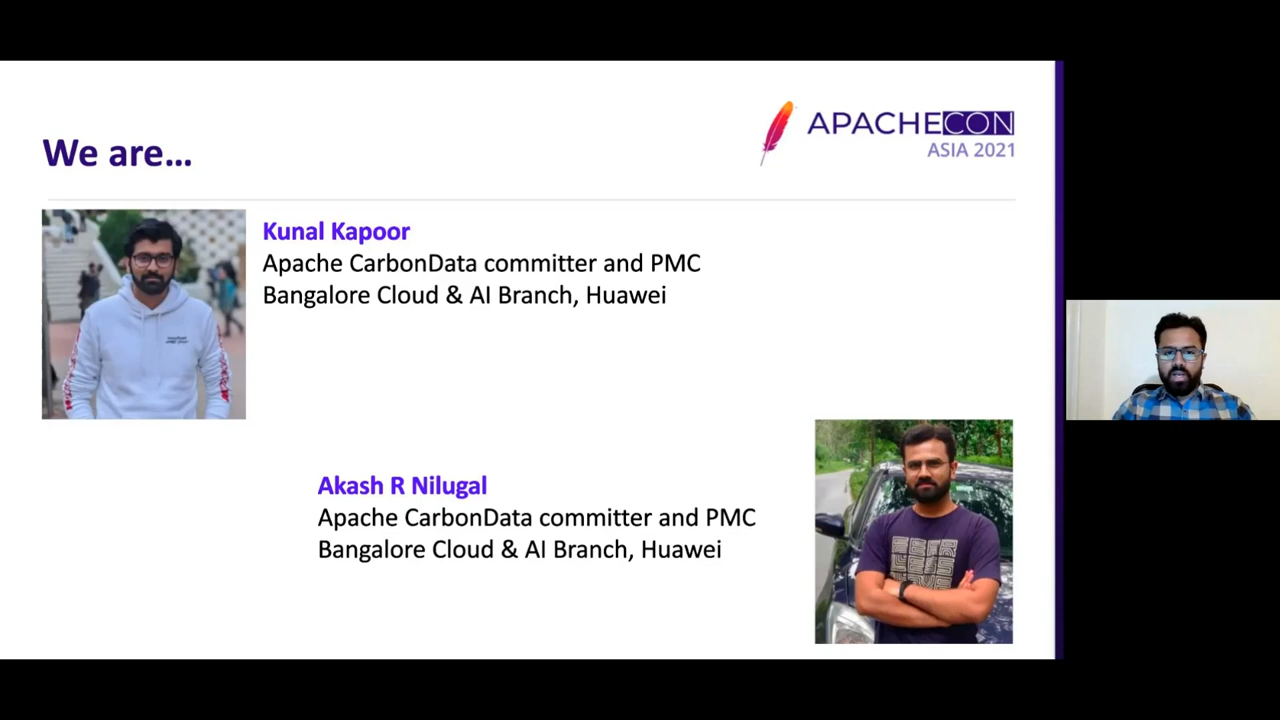 We are...
APACHECON
ASIA 2021
Kunal Kapoor
Apache CarbonData committer and PMC
Bangalore Cloud & AI Branch, Huawei
Akash R Nilugal
Apache CarbonData committer and PMC
Bangalore Cloud & AI Branch, Huawei